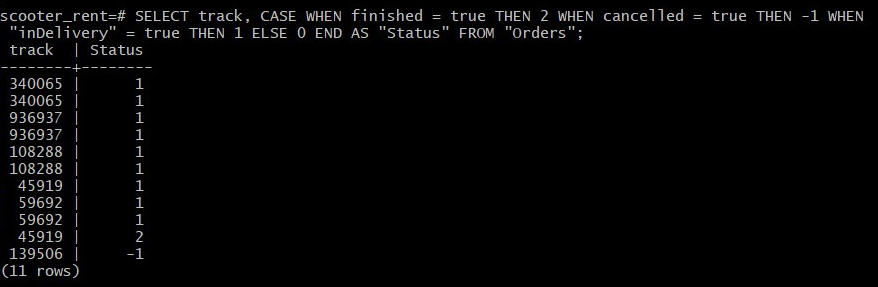 scooter_rent=# SELECT track, CASE WHEN finished = true THEN 2 WHEN cancelled = true THEN -1 WHEN
"inDelivery" = true THEN 1 ELSE 0 END AS "Status" FROM "Orders";
track | Status
--------+--------
340065 | 1
340065 | 1
936937 | 1
936937 | 1
108288 | 1
108288 | 1
45919 | 1
59692 | 1
59692 | 1
45919 | 2
139506 | -1
(11 rows)